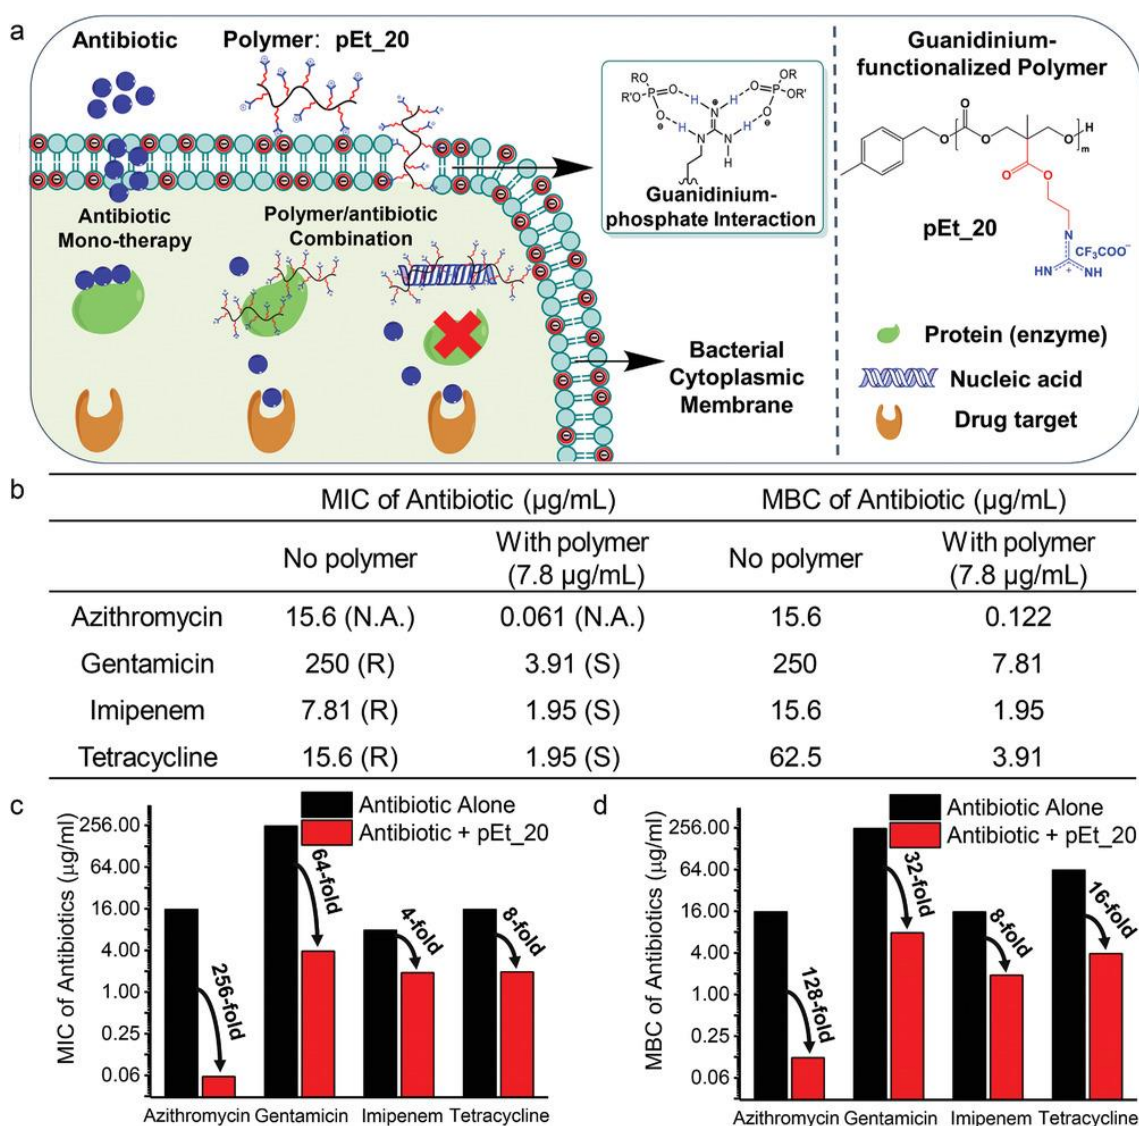 a
Antibiotic
Polymer: pEt_20
Antibiotic
Mono-therapy
Polymer/antibiotic
Combination
RO
O
R'O
P
O
⊖
H
N
⊕
H
N
H
N
H
H
O
OR
P
OR'
O
⊖
Guanidinium-
phosphate Interaction
Bacterial
Cytoplasmic
Membrane
Guanidinium-
functionalized Polymer
O
O
O
O
H
m
O
O
pEt_20
N
CF₃COO⁻
HN
+
NH
Protein (enzyme)
Nucleic acid
Drug target
b
MIC of Antibiotic (µg/mL) MBC of Antibiotic (µg/mL)
No polymer With polymer (7.8 µg/mL) No polymer With polymer (7.8 µg/mL)
Azithromycin 15.6 (N.A.) 0.061 (N.A.) 15.6 0.122
Gentamicin 250 (R) 3.91 (S) 250 7.81
Imipenem 7.81 (R) 1.95 (S) 15.6 1.95
Tetracycline 15.6 (R) 1.95 (S) 62.5 3.91
c
MIC of Antibiotics (µg/ml)
256.00
64.00
16.00
4.00
1.00
0.25
0.06
Antibiotic Alone
Antibiotic + pEt_20
256-fold
64-fold
4-fold
8-fold
Azithromycin Gentamicin Imipenem Tetracycline
d
MBC of Antibiotics (µg/ml)
256.00
64.00
16.00
4.00
1.00
0.25
0.06
Antibiotic Alone
Antibiotic + pEt_20
128-fold
32-fold
8-fold
16-fold
Azithromycin Gentamicin Imipenem Tetracycline